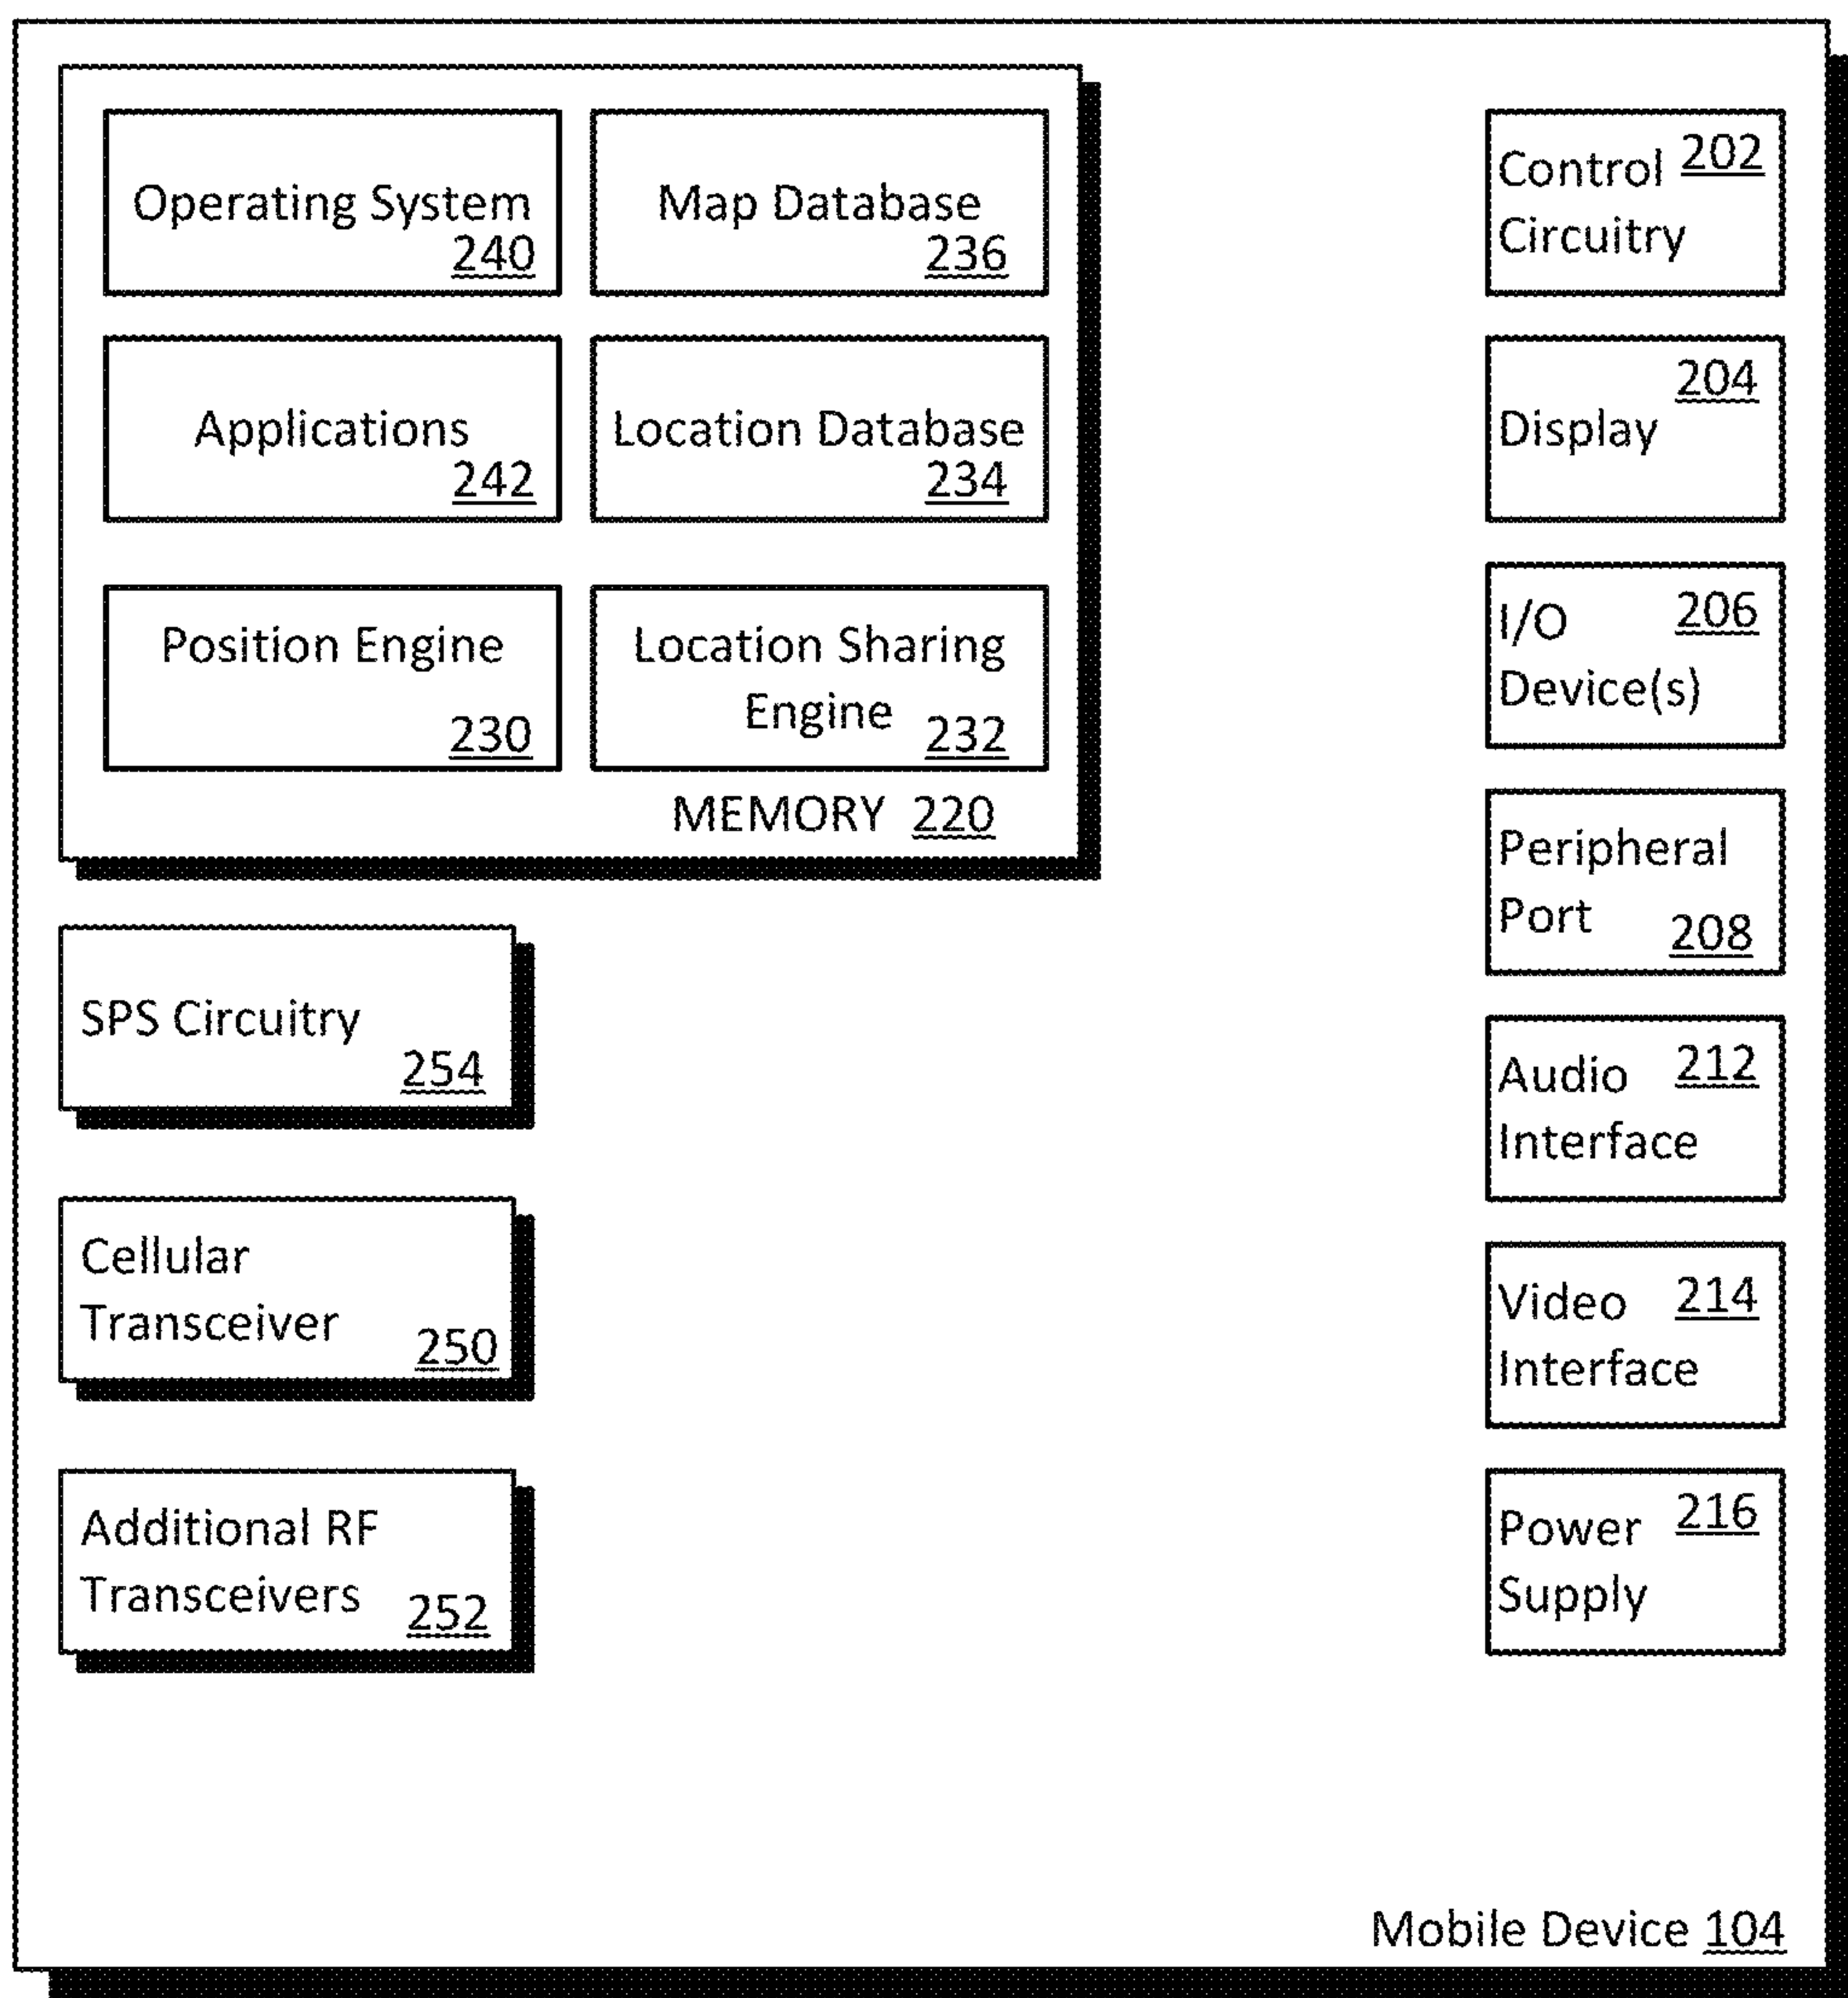 Operating System
240
Map Database
236
Applications
242
Location Database
234
Position Engine
230
Location Sharing
Engine 232
MEMORY 220
SPS Circuitry
254
Cellular
Transceiver
250
Additional RF
Transceivers
252
Control 202
Circuitry
204
Display
I/O 206
Device(s)
Peripheral
Port 208
Audio 212
Interface
Video 214
Interface
Power 216
Supply
Mobile Device 104